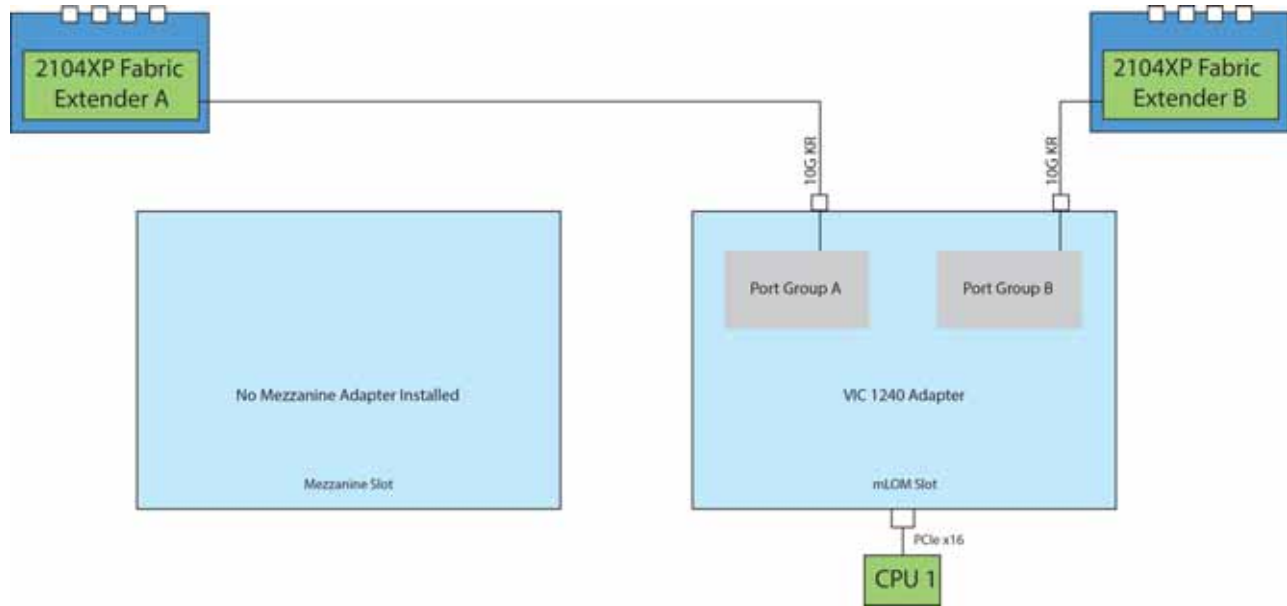 2104XP Fabric
Extender A
2104XP Fabric
Extender B
10G KR
10G KR
Port Group A
Port Group B
No Mezzanine Adapter Installed
VIC 1240 Adapter
Mezzanine Slot
mLOM Slot
PCIe x16
CPU 1